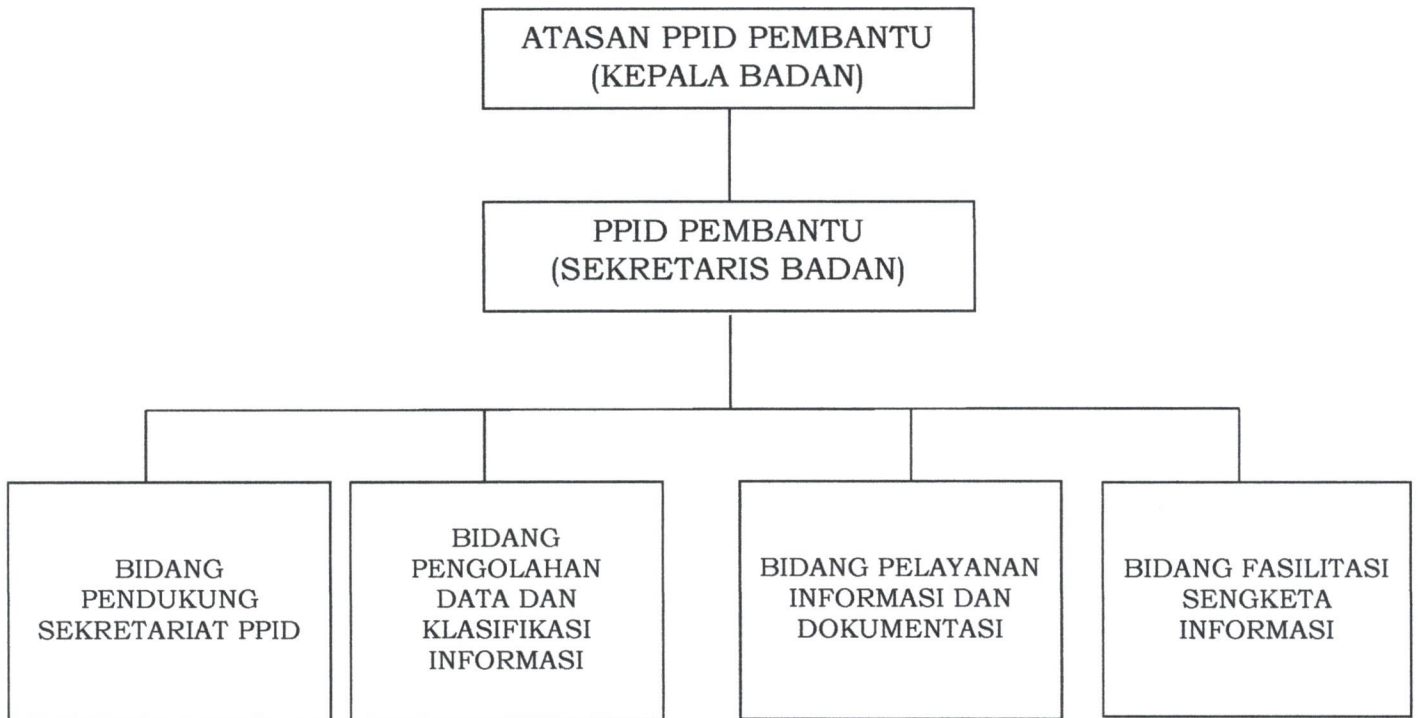 ATASAN PPID PEMBANTU
(KEPALA BADAN)
PPID PEMBANTU
(SEKRETARIS BADAN)
BIDANG
PENDUKUNG
SEKRETARIAT PPID
BIDANG
PENGOLAHAN
DATA DAN
KLASIFIKASI
INFORMASI
BIDANG PELAYANAN
INFORMASI DAN
DOKUMENTASI
BIDANG FASILITASI
SENGKETA
INFORMASI